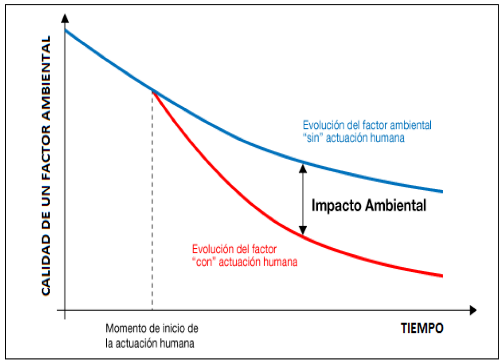 CALIDAD DE UN FACTOR AMBIENTAL
Evolución del factor ambiental
“sin” actuación humana
Impacto Ambiental
Evolución del factor
“con” actuación humana
Momento de inicio de
la actuación humana
TIEMPO